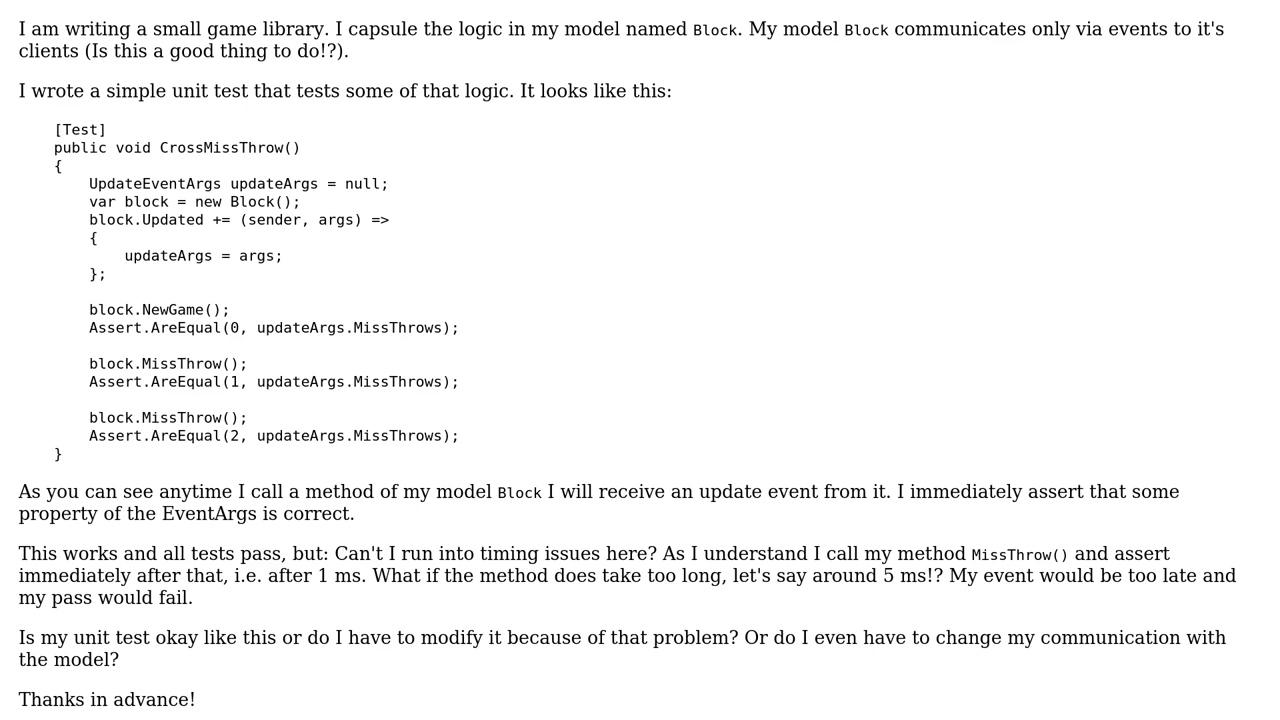 I am writing a small game library. I capsule the logic in my model named Block. My model Block communicates only via events to it's
clients (Is this a good thing to do!?).
I wrote a simple unit test that tests some of that logic. It looks like this:
[Test]
public void CrossMissThrow()
{
    UpdateEventArgs updateArgs = null;
    var block = new Block();
    block.Updated += (sender, args) =>
    {
        updateArgs = args;
    };
    block.NewGame();
    Assert.AreEqual(0, updateArgs.MissThrows);
    block.MissThrow();
    Assert.AreEqual(1, updateArgs.MissThrows);
    block.MissThrow();
    Assert.AreEqual(2, updateArgs.MissThrows);
}
As you can see anytime I call a method of my model Block I will receive an update event from it. I immediately assert that some
property of the EventArgs is correct.
This works and all tests pass, but: Can't I run into timing issues here? As I understand I call my method MissThrow() and assert
immediately after that, i.e. after 1 ms. What if the method does take too long, let's say around 5 ms!? My event would be too late and
my pass would fail.
Is my unit test okay like this or do I have to modify it because of that problem? Or do I even have to change my communication with
the model?
Thanks in advance!